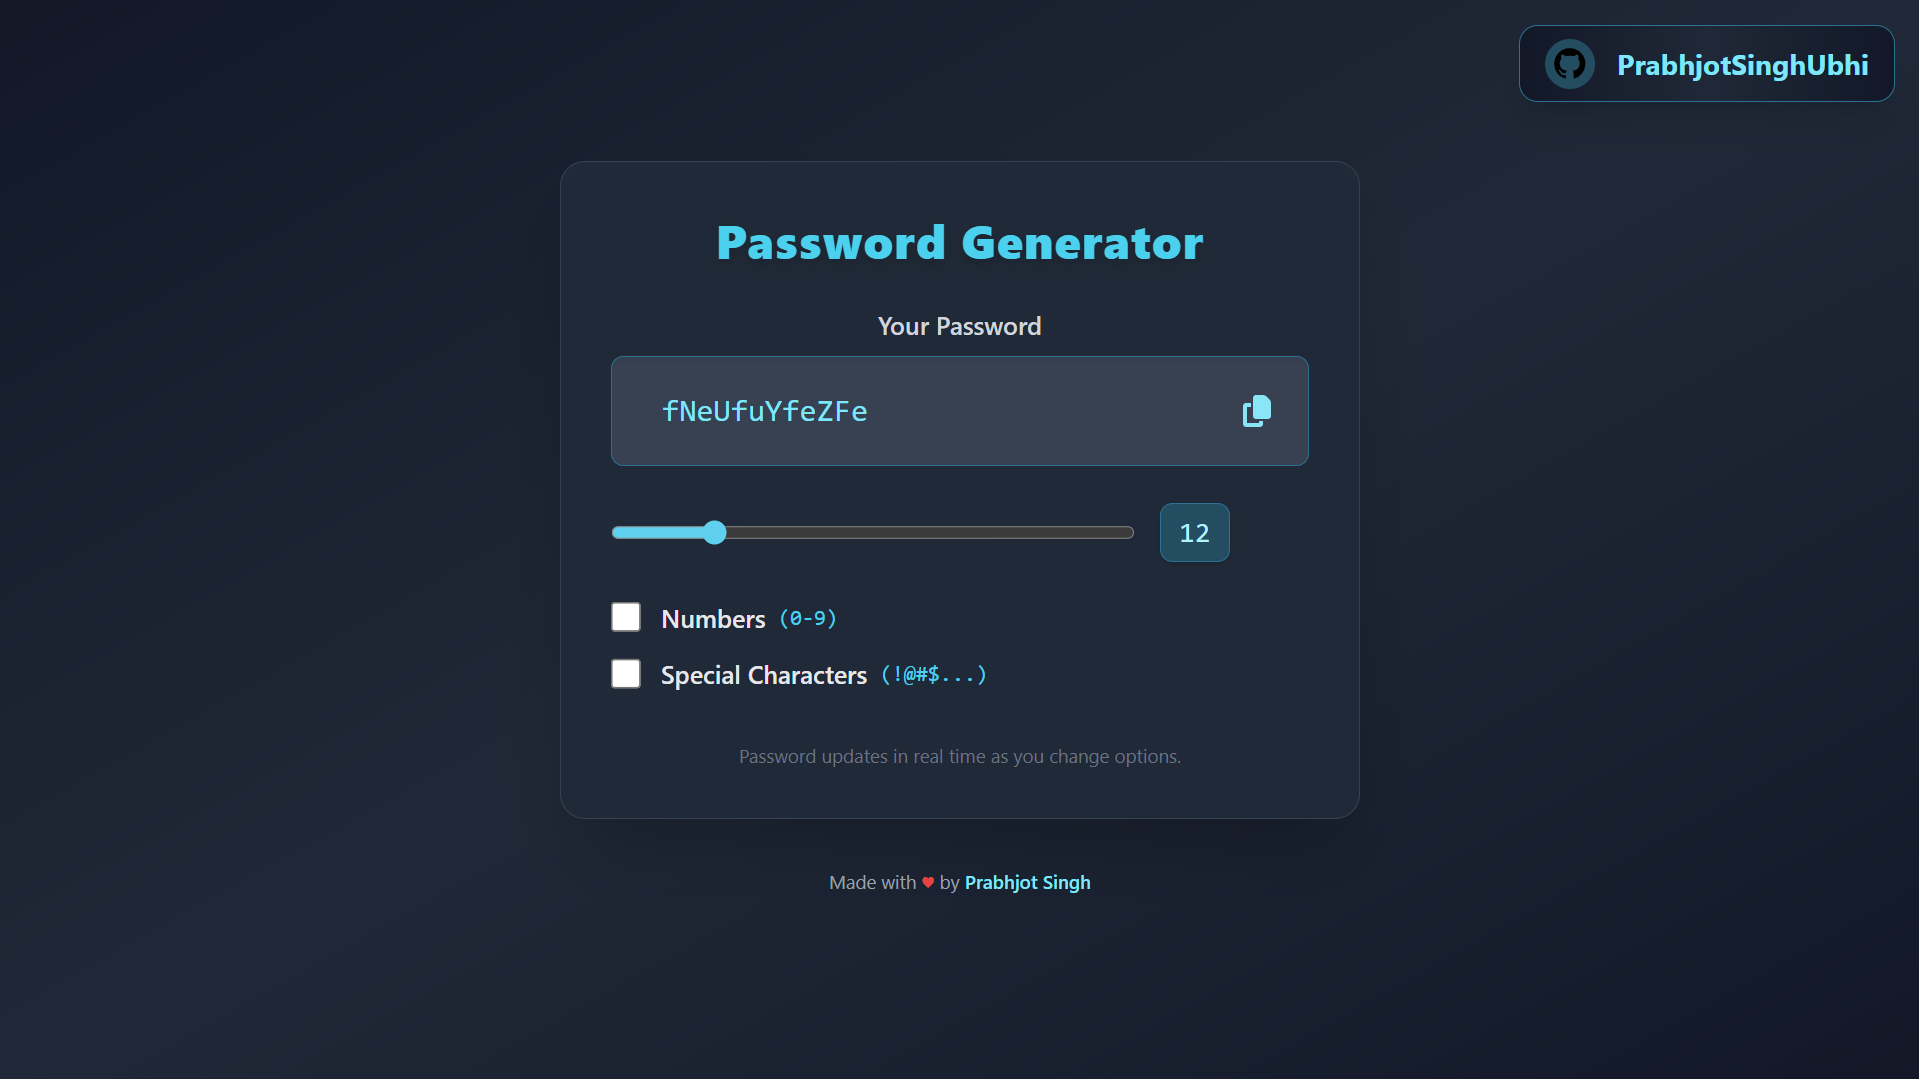 PrabhjotSinghUbhi
Password Generator
Your Password
fNeUfuYfeZFe
12
Numbers (0-9)
Special Characters (!@#$...)
Password updates in real time as you change options.
Made with ♥ by Prabhjot Singh